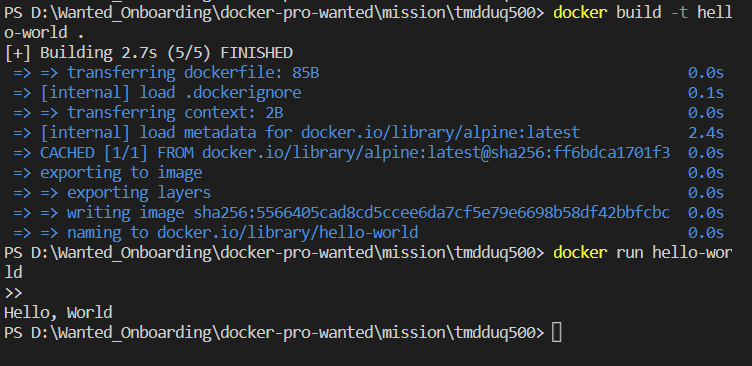 PS D:\Wanted_Onboarding\docker-pro-wanted\mission\tmdduq500> docker build -t hell
o-world .
[+] Building 2.7s (5/5) FINISHED
=> => transferring dockerfile: 85B 0.0s
=> [internal] load .dockerignore 0.1s
=> => transferring context: 2B 0.0s
=> [internal] load metadata for docker.io/library/alpine:latest 2.4s
=> CACHED [1/1] FROM docker.io/library/alpine:latest@sha256:ff6bdca1701f3 0.0s
=> exporting to image 0.0s
=> => exporting layers 0.0s
=> => writing image sha256:5566405cad8cd5ccee6da7cf5e79e6698b58df42bbfcbc 0.0s
=> => naming to docker.io/library/hello-world 0.0s
PS D:\Wanted_Onboarding\docker-pro-wanted\mission\tmdduq500> docker run hello-wor
ld
>>
Hello, World
PS D:\Wanted_Onboarding\docker-pro-wanted\mission\tmdduq500>